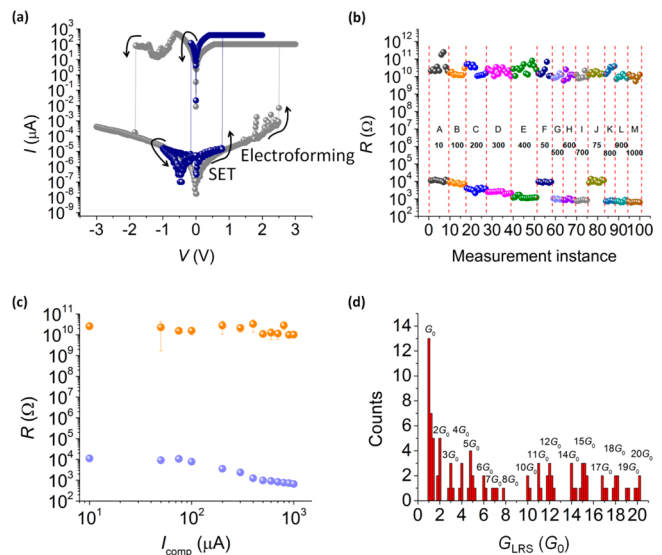 (a)
10³
10²
10¹
10⁰
10⁻¹
10⁻²
10⁻³
10⁻⁴
10⁻⁵
10⁻⁶
10⁻⁷
10⁻⁸
I (μA)
Electroforming
SET
-3 -2 -1 0 1 2 3
V (V)
(b)
10¹²
10¹¹
10¹⁰
10⁹
10⁸
10⁷
10⁶
10⁵
10⁴
10³
10²
R (Ω)
A B C D E F G H I J K L M
10 100 200 300 400 50 500 600 700 75 800 900 1000
0 10 20 30 40 50 60 70 80 90 100
Measurement instance
(c)
10¹¹
10¹⁰
10⁹
10⁸
10⁷
10⁶
10⁵
10⁴
10³
10²
R (Ω)
10¹ 10² 10³
Icomp (μA)
(d)
14
12
10
8
6
4
2
0
Counts
G₀
2G₀ 3G₀ 4G₀ 5G₀ 6G₀ 7G₀ 8G₀ 10G₀ 11G₀ 12G₀ 14G₀ 15G₀ 17G₀ 18G₀ 19G₀ 20G₀
0 2 4 6 8 10 12 14 16 18 20
GLRS (G₀)